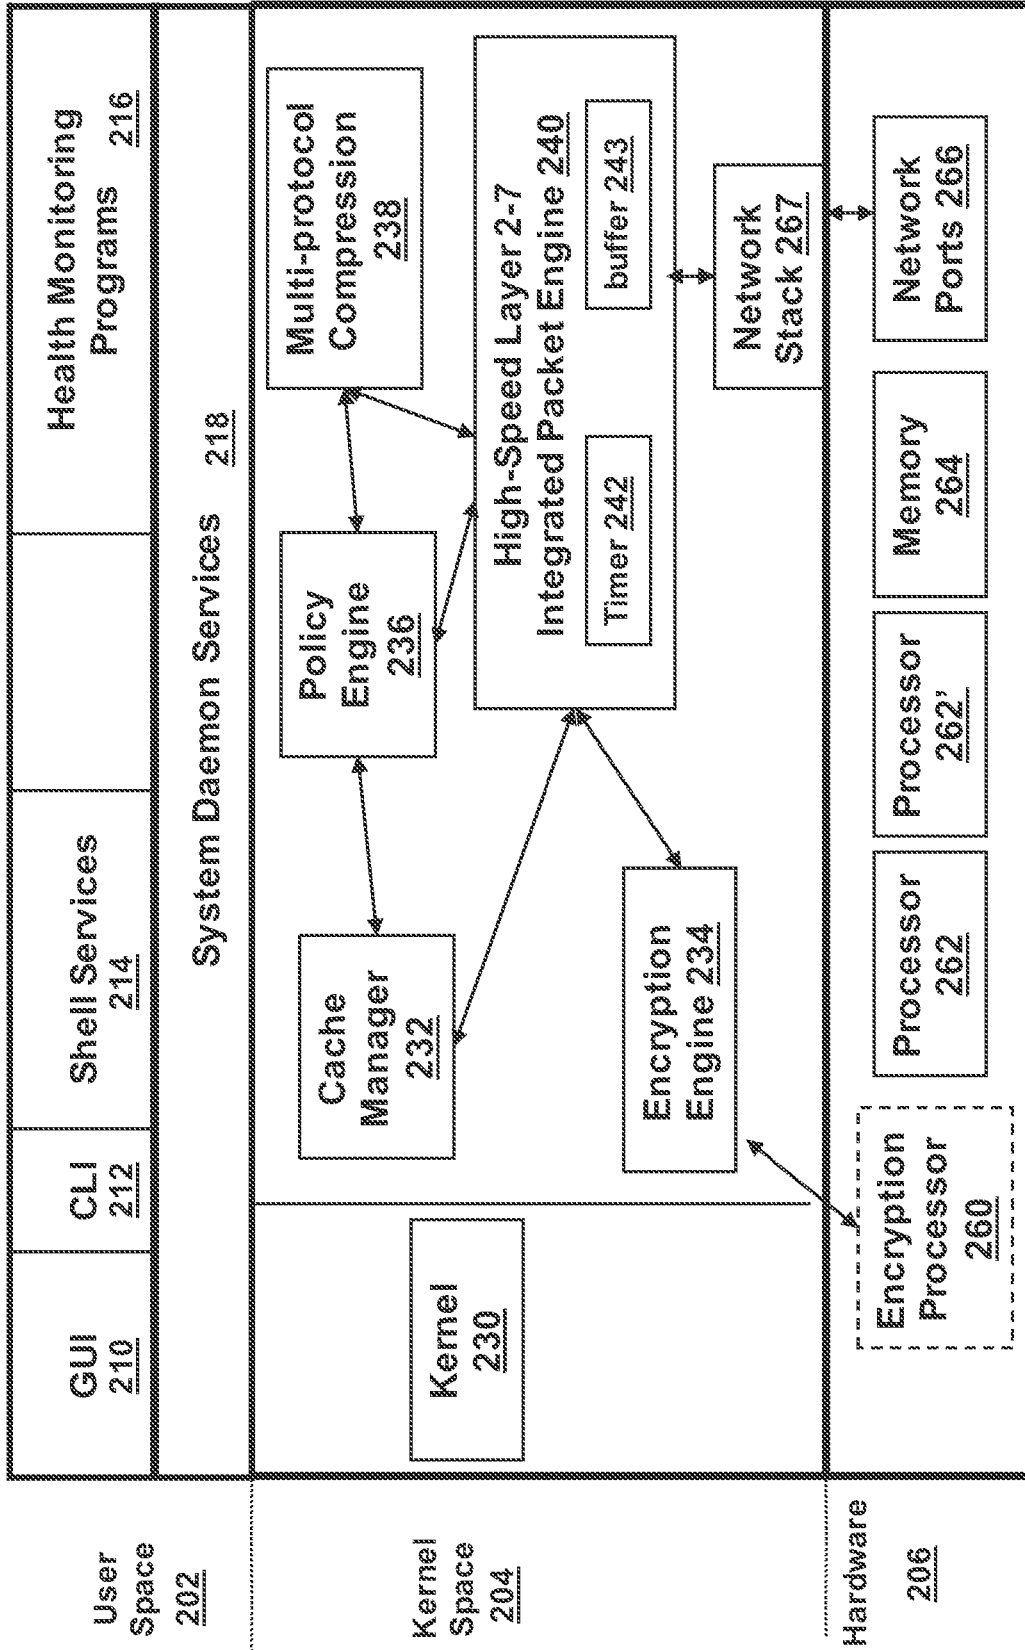 User
Space
202
GUI
210
CLI
212
Shell Services
214
Health Monitoring
Programs 216
System Daemon Services 218
Kernel
Space
204
Kernel
230
Cache
Manager
232
Policy
Engine
236
Multi-protocol
Compression
238
High-Speed Layer 2-7
Integrated Packet Engine 240
Timer 242
buffer 243
Encryption
Engine 234
Network
Stack 267
Hardware
206
Encryption
Processor
260
Processor
262
Processor
262'
Memory
264
Network
Ports 266